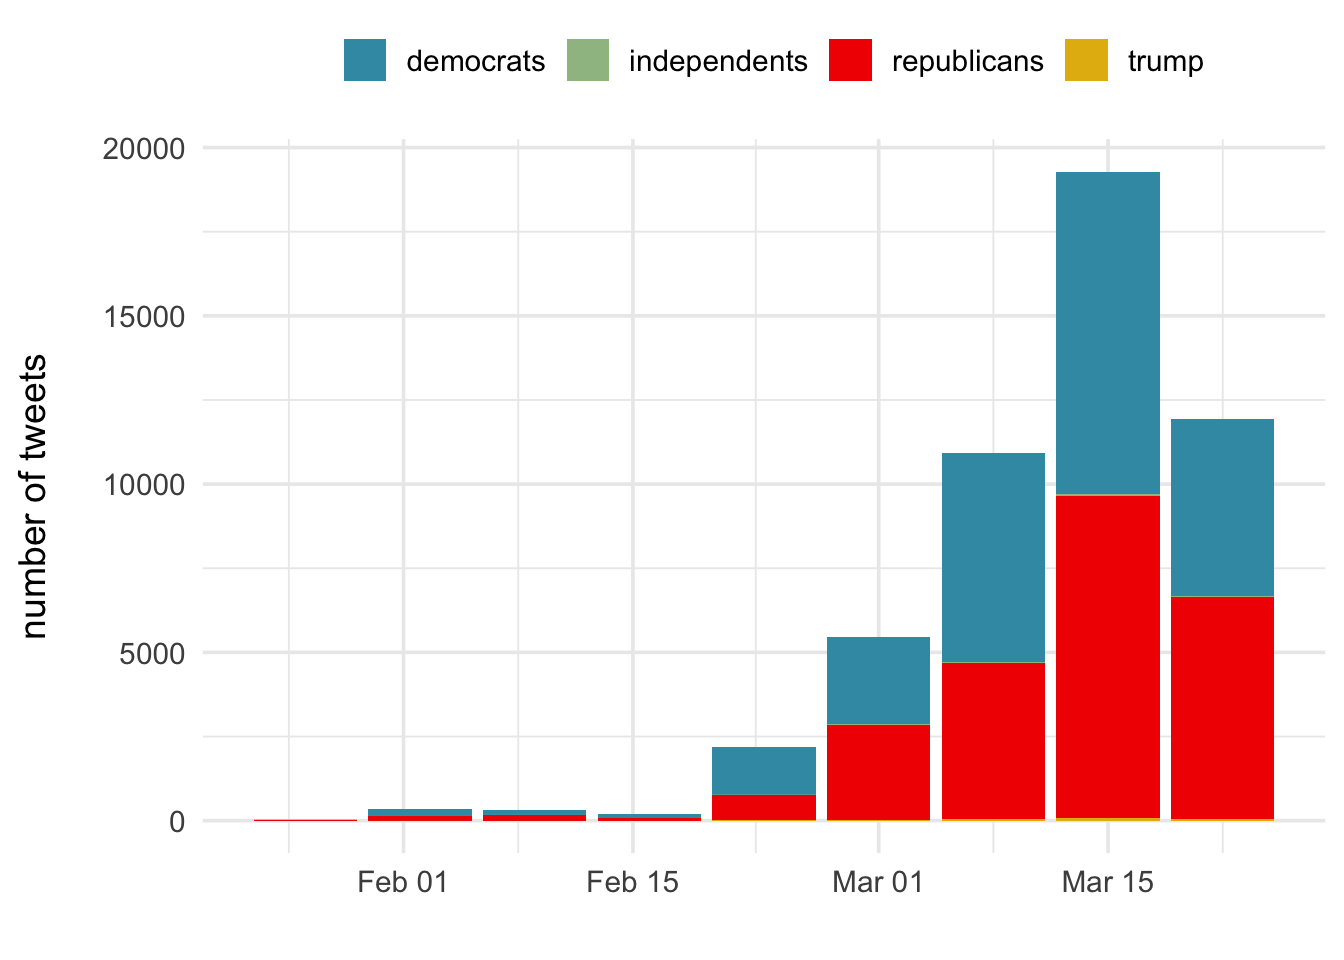 democrats independents republicans trump
20000
15000
10000
5000
0
number of tweets
Feb 01 Feb 15 Mar 01 Mar 15